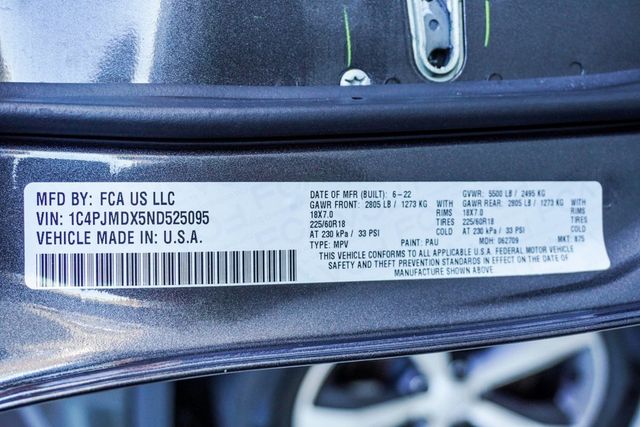 MFD BY: FCA US LLC
VIN: 1C4PJMDX5ND525095
VEHICLE MADE IN: U.S.A.
DATE OF MFR (BUILT): 6-22 GVWR: 5500 LB / 2495 KG
GAWR FRONT: 2805 LB / 1273 KG WITH GAWR REAR: 2805 LB / 1273 KG WITH
18X7.0 RIMS 18X7.0 RIMS
225/60R18 TIRES 225/60R18 TIRES
AT 230 kPa / 33 PSI COLD AT 230 kPa / 33 PSI COLD
TYPE: MPV PAINT: PAU MDH: 062709 MKT: 875
THIS VEHICLE CONFORMS TO ALL APPLICABLE U.S.A. FEDERAL MOTOR VEHICLE
SAFETY AND THEFT PREVENTION STANDARDS IN EFFECT ON THE DATE OF
MANUFACTURE SHOWN ABOVE